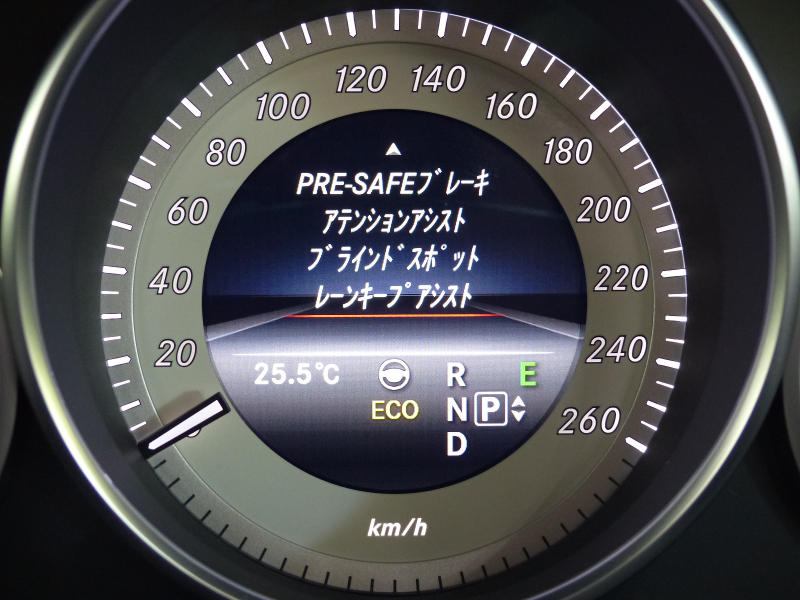 120 140
100 160
80 180
PRE-SAFEブレーキ
60 200
アテンションアシスト
ブラインドスポット
40 220
レーンキープアシスト
20 240
25.5℃ R E
ECO N P 260
D
km/h